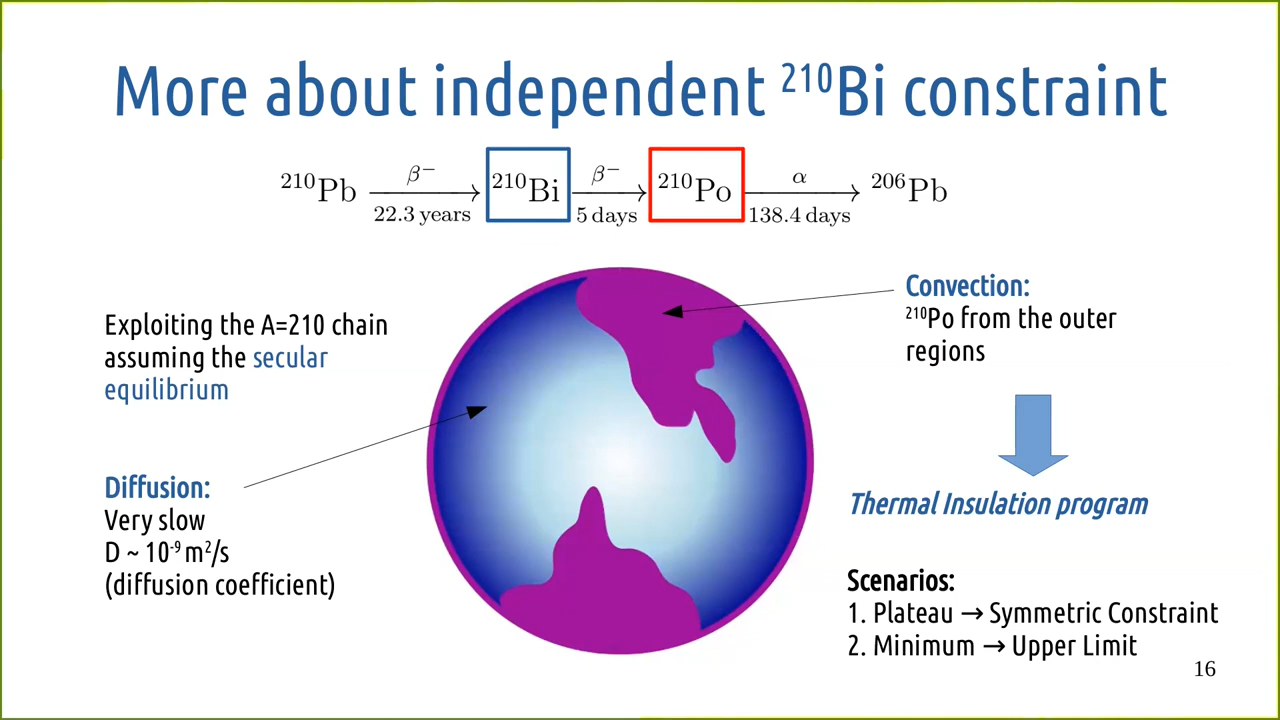 More about independent ²¹⁰Bi constraint
²¹⁰Pb β⁻ 22.3 years ²¹⁰Bi β⁻ 5 days ²¹⁰Po α 138.4 days ²⁰⁶Pb
Exploiting the A=210 chain
assuming the secular
equilibrium
Diffusion:
Very slow
D ~ 10⁻⁹ m²/s
(diffusion coefficient)
Convection:
²¹⁰Po from the outer
regions
Thermal Insulation program
Scenarios:
1. Plateau → Symmetric Constraint
2. Minimum → Upper Limit
16